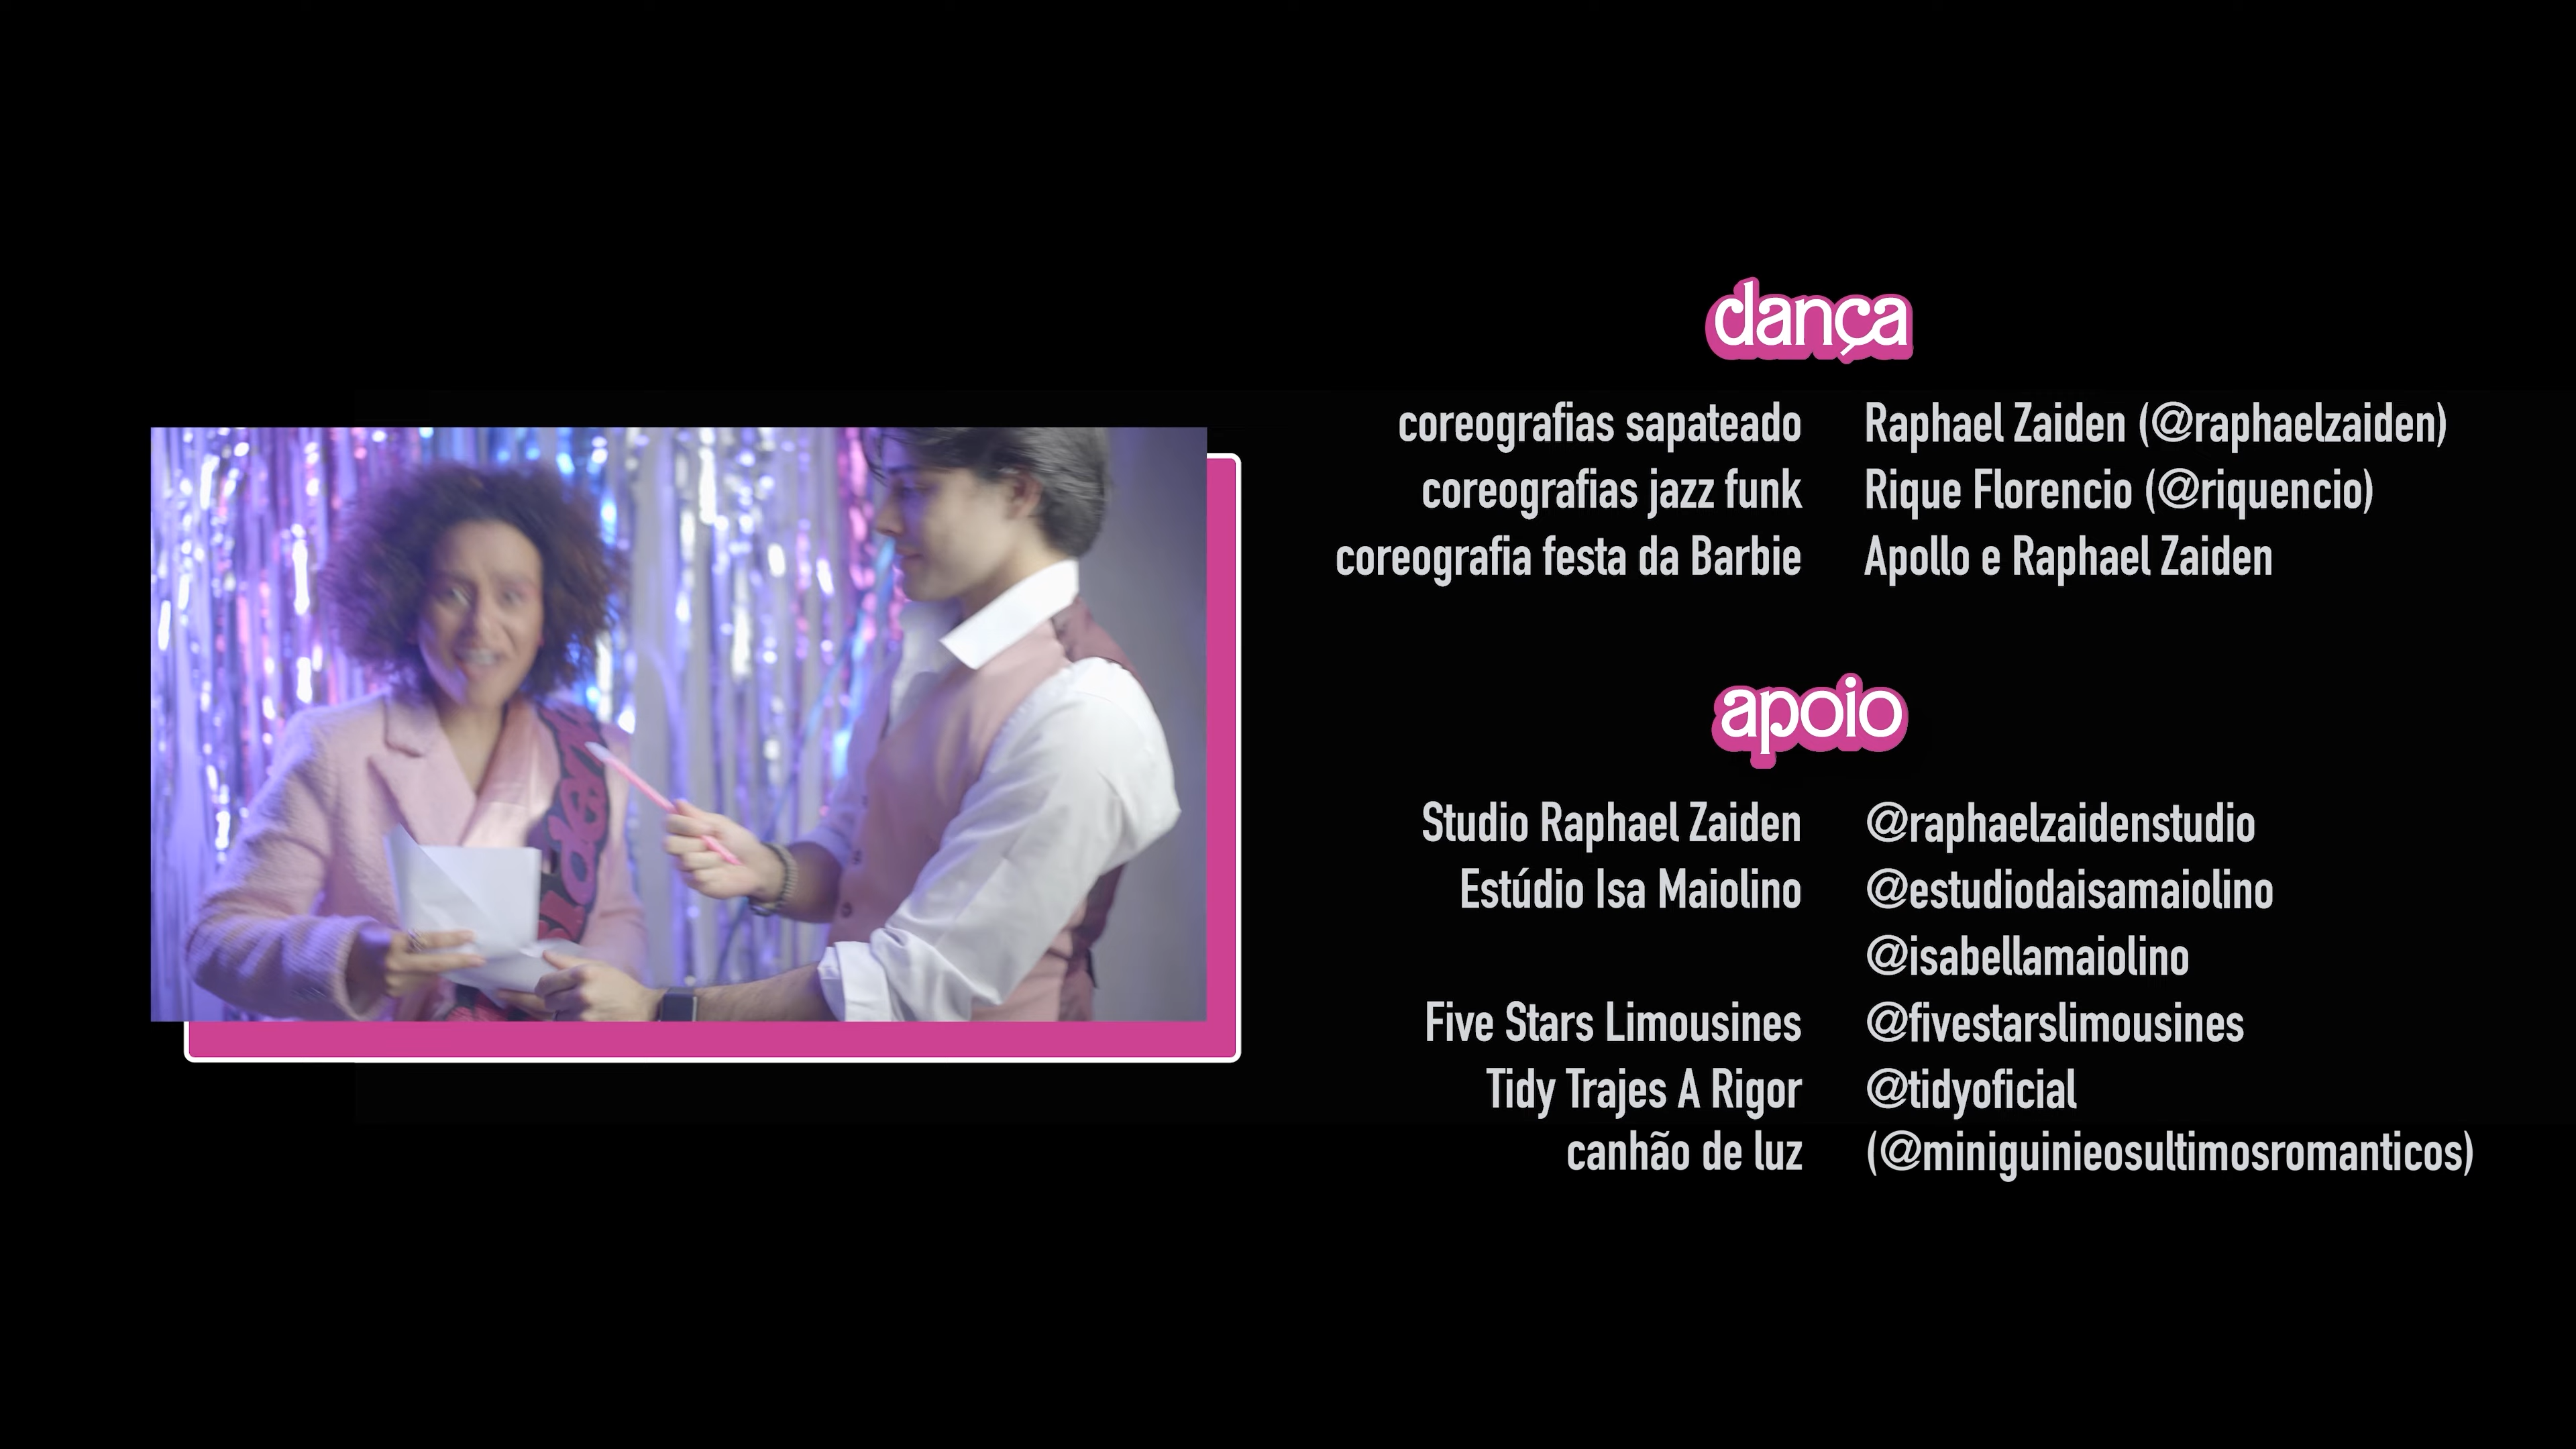 dança
coreografias sapateado Raphael Zaiden (@raphaelzaiden)
coreografias jazz funk Rique Florencio (@riquencio)
coreografia festa da Barbie Apollo e Raphael Zaiden
apoio
Studio Raphael Zaiden @raphaelzaidenstudio
Estúdio Isa Maiolino @estudiodaisamaiolino
@isabellamaiolino
Five Stars Limousines @fivestarslimousines
Tidy Trajes A Rigor @tidyoficial
canhão de luz (@miniguinieosultimosromanticos)